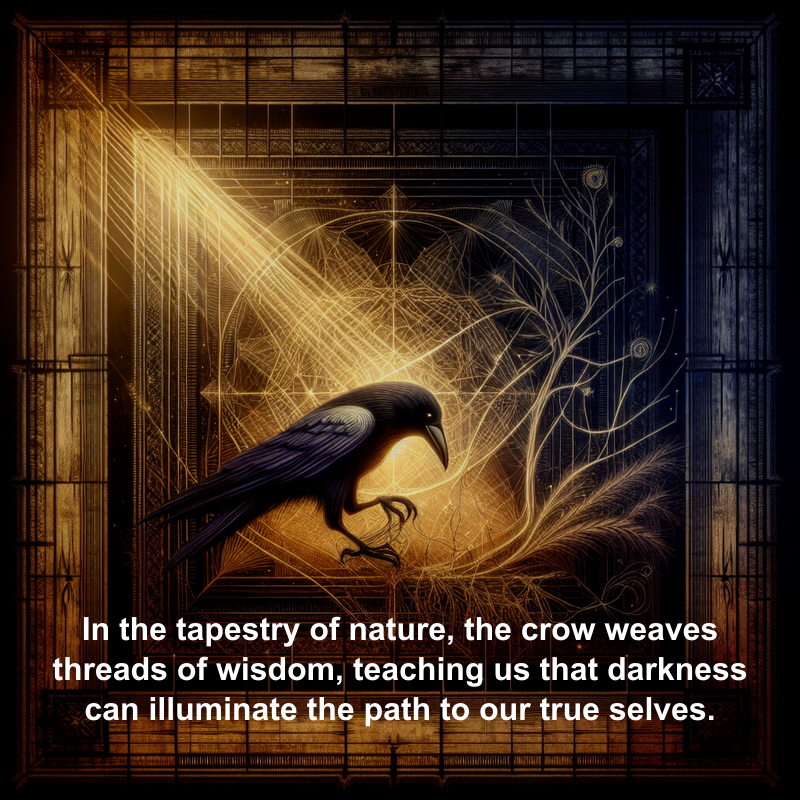 In the tapestry of nature, the crow weaves
threads of wisdom, teaching us that darkness
can illuminate the path to our true selves.